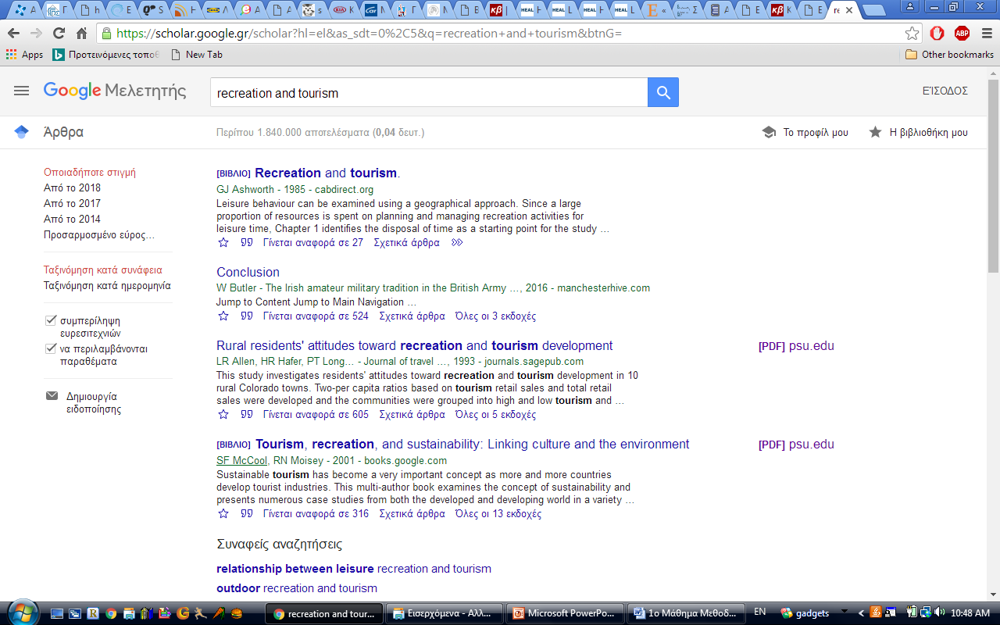 https://scholar.google.gr/scholar?hl=el&as_sdt=0%2C5&q=recreation+and+tourism&btnG=
Apps
Προτεινόμενες τοποθ
New Tab
Other bookmarks
Google Μελετητής
recreation and tourism
ΕΊΣΟΔΟΣ
Άρθρα
Περίπου 1.840.000 αποτελέσματα (0,04 δευτ.)
Το προφίλ μου
Η βιβλιοθήκη μου
Οποιαδήποτε στιγμή
Από το 2018
Από το 2017
Από το 2014
Προσαρμοσμένο εύρος...
Ταξινόμηση κατά συνάφεια
Ταξινόμηση κατά ημερομηνία
συμπερίληψη
ευρεσιτεχνιών
να περιλαμβάνονται
παραθέματα
Δημιουργία
ειδοποίησης
[ΒΙΒΛΙΟ] Recreation and tourism.
GJ Ashworth - 1985 - cabdirect.org
Leisure behaviour can be examined using a geographical approach. Since a large
proportion of resources is spent on planning and managing recreation activities for
leisure time, Chapter 1 identifies the disposal of time as a starting point for the study ...
Γίνεται αναφορά σε 27 Σχετικά άρθρα
Conclusion
W Butler - The Irish amateur military tradition in the British Army ..., 2016 - manchesterhive.com
Jump to Content Jump to Main Navigation ...
Γίνεται αναφορά σε 524 Σχετικά άρθρα Όλες οι 3 εκδοχές
Rural residents' attitudes toward recreation and tourism development
[PDF] psu.edu
LR Allen, HR Hafer, PT Long... - Journal of travel ..., 1993 - journals.sagepub.com
This study investigates residents' attitudes toward recreation and tourism development in 10
rural Colorado towns. Two-per capita ratios based on tourism retail sales and total retail
sales were developed and the communities were grouped into high and low tourism and ...
Γίνεται αναφορά σε 605 Σχετικά άρθρα Όλες οι 5 εκδοχές
[ΒΙΒΛΙΟ] Tourism, recreation, and sustainability: Linking culture and the environment
[PDF] psu.edu
SF McCool, RN Moisey - 2001 - books.google.com
Sustainable tourism has become a very important concept as more and more countries
develop tourist industries. This multi-author book examines the concept of sustainability and
presents numerous case studies from both the developed and developing world in a variety ...
Γίνεται αναφορά σε 316 Σχετικά άρθρα Όλες οι 13 εκδοχές
Συναφείς αναζητήσεις
relationship between leisure recreation and tourism
outdoor recreation and tourism
recreation and tour...
Εισερχόμενα - Αλλ...
Microsoft PowerPo...
1ο Μάθημα Μεθοδ...
EN
gadgets
10:48 AM